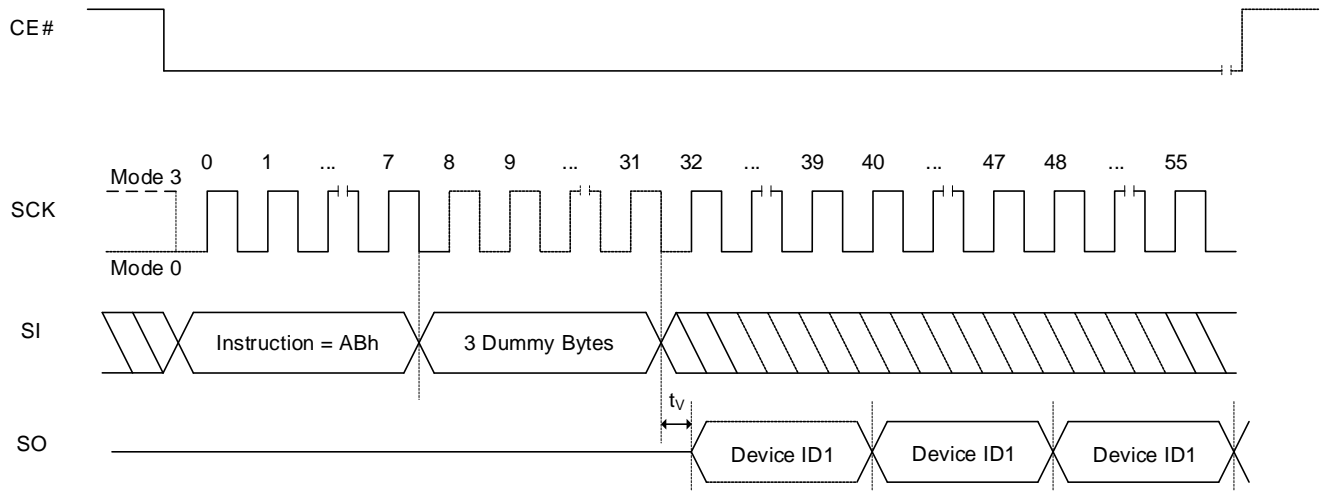 CE#
0 1 ... 7 8 9 ... 31 32 ... 39 40 ... 47 48 ... 55
Mode 3
SCK
Mode 0
SI
Instruction = ABh
3 Dummy Bytes
tV
SO
Device ID1
Device ID1
Device ID1